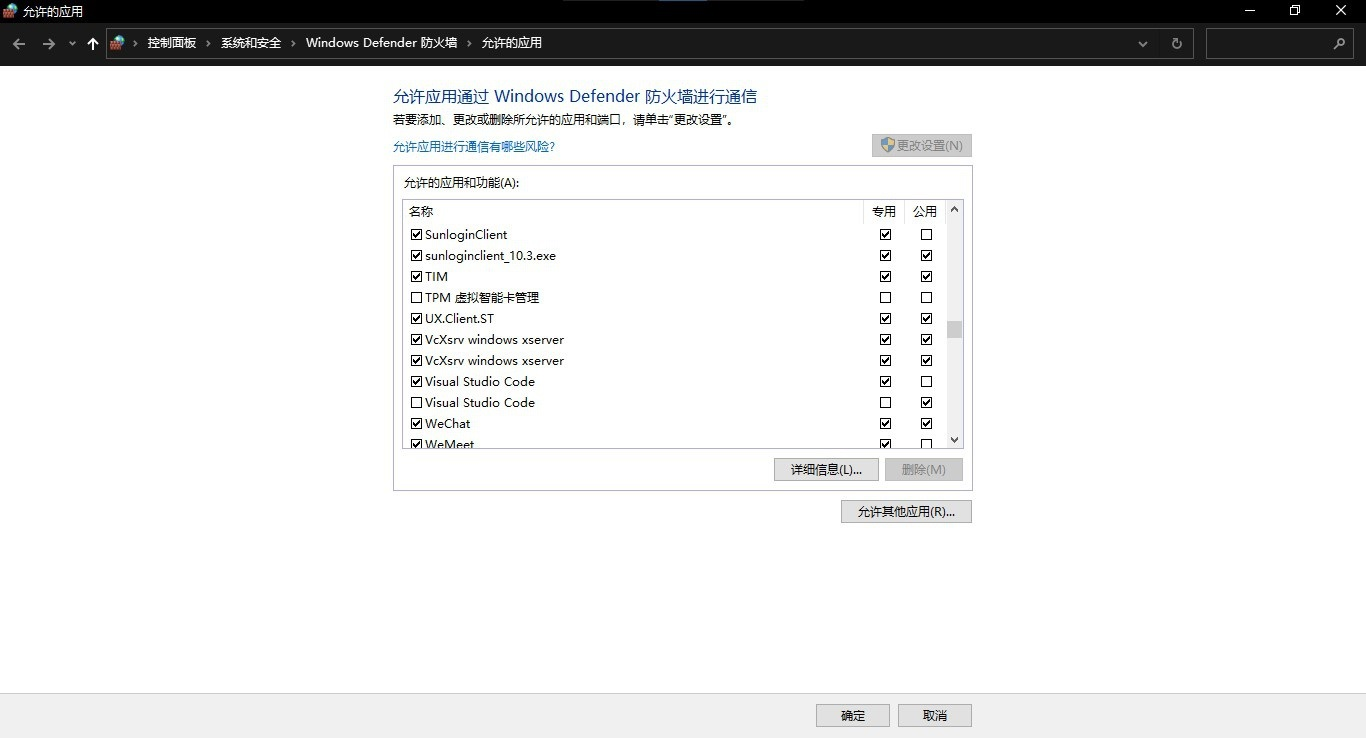 允许的应用
控制面板 系统和安全 Windows Defender 防火墙 允许的应用
允许应用通过 Windows Defender 防火墙进行通信
若要添加、更改或删除所允许的应用和端口，请单击"更改设置"。
允许应用进行通信有哪些风险?
更改设置(N)
允许的应用和功能(A):
名称 专用 公用
SunloginClient
sunloginclient_10.3.exe
TIM
TPM 虚拟智能卡管理
UX.Client.ST
VcXsrv windows xserver
VcXsrv windows xserver
Visual Studio Code
Visual Studio Code
WeChat
WeMeet
详细信息(L)... 删除(M)
允许其他应用(R)...
确定 取消